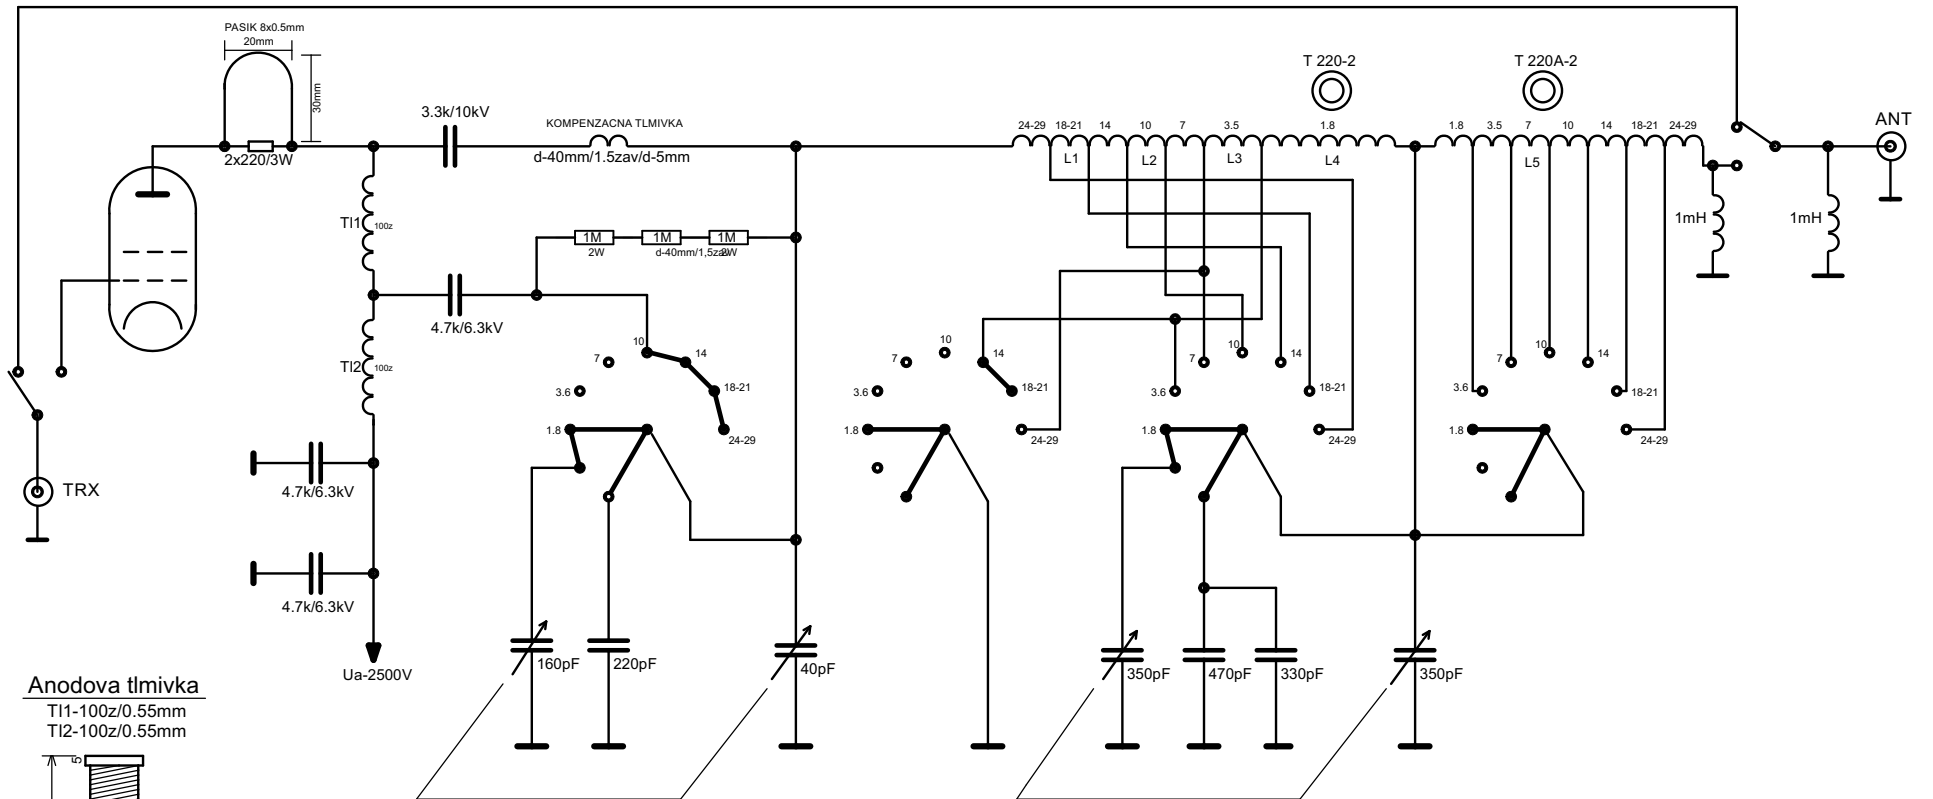 PASIK 8x0.5mm
20mm
30mm
2x220/3W
3.3k/10kV
KOMPENZACNA TLMIVKA
d-40mm/1.5zav/d-5mm
T 220-2
T 220A-2
24-29 18-21 14 10 7 3.5 1.8
1.8 3.5 7 10 14 18-21 24-29
L1 L2 L3 L4
L5
ANT
1mH
1mH
Tl1 100z
1M 1M 1M
2W d-40mm/1,5zav 2W
4.7k/6.3kV
Tl2 100z
10
7 14
3.6 18-21
1.8 24-29
10
7 14
3.6 18-21
1.8 24-29
10
7 14
3.6 18-21
1.8 24-29
10
7 14
3.6 18-21
1.8 24-29
TRX
4.7k/6.3kV
4.7k/6.3kV
Ua-2500V
160pF
220pF
40pF
350pF
470pF
330pF
350pF
Anodova tlmivka
Tl1-100z/0.55mm
Tl2-100z/0.55mm
5